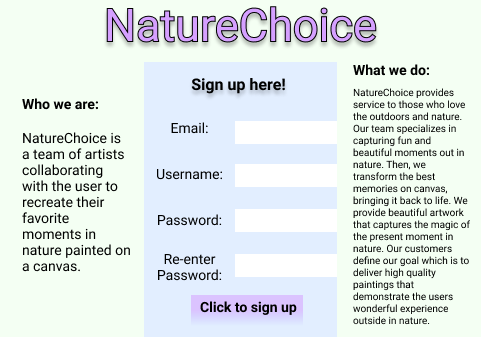 NatureChoice
Who we are:
NatureChoice is
a team of artists
collaborating
with the user to
recreate their
favorite
moments in
nature painted on
a canvas.
Sign up here!
Email:
Username:
Password:
Re-enter
Password:
Click to sign up
What we do:
NatureChoice provides
service to those who love
the outdoors and nature.
Our team specializes in
capturing fun and
beautiful moments out in
nature. Then, we
transform the best
memories on canvas,
bringing it back to life. We
provide beautiful artwork
that captures the magic of
the present moment in
nature. Our customers
define our goal which is to
deliver high quality
paintings that
demonstrate the users
wonderful experience
outside in nature.